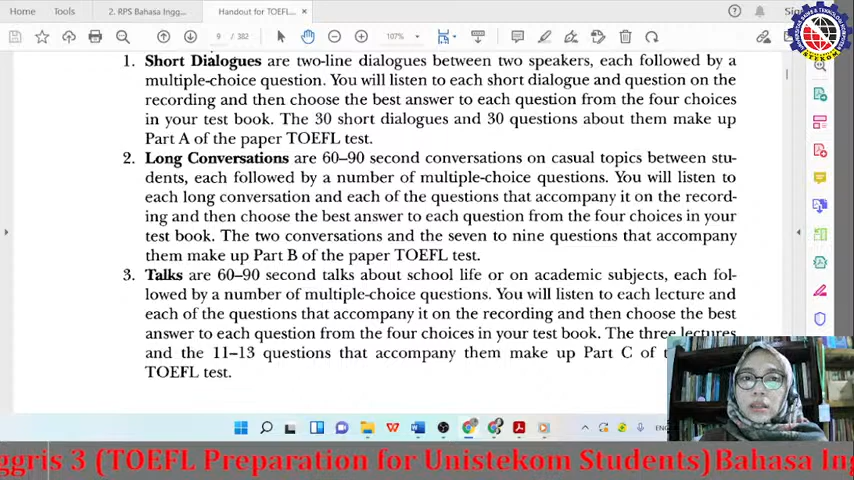 Home Tools 2. RPS Bahasa Ingg... Handout for TOEFL... ×
9 / 382 107%
1. Short Dialogues are two-line dialogues between two speakers, each followed by a
multiple-choice question. You will listen to each short dialogue and question on the
recording and then choose the best answer to each question from the four choices
in your test book. The 30 short dialogues and 30 questions about them make up
Part A of the paper TOEFL test.
2. Long Conversations are 60–90 second conversations on casual topics between stu-
dents, each followed by a number of multiple-choice questions. You will listen to
each long conversation and each of the questions that accompany it on the record-
ing and then choose the best answer to each question from the four choices in your
test book. The two conversations and the seven to nine questions that accompany
them make up Part B of the paper TOEFL test.
3. Talks are 60–90 second talks about school life or on academic subjects, each fol-
lowed by a number of multiple-choice questions. You will listen to each lecture and
each of the questions that accompany it on the recording and then choose the best
answer to each question from the four choices in your test book. The three lectures
and the 11–13 questions that accompany them make up Part C of t
TOEFL test.
ggris 3 (TOEFL Preparation for Unistekom Students)Bahasa Ing